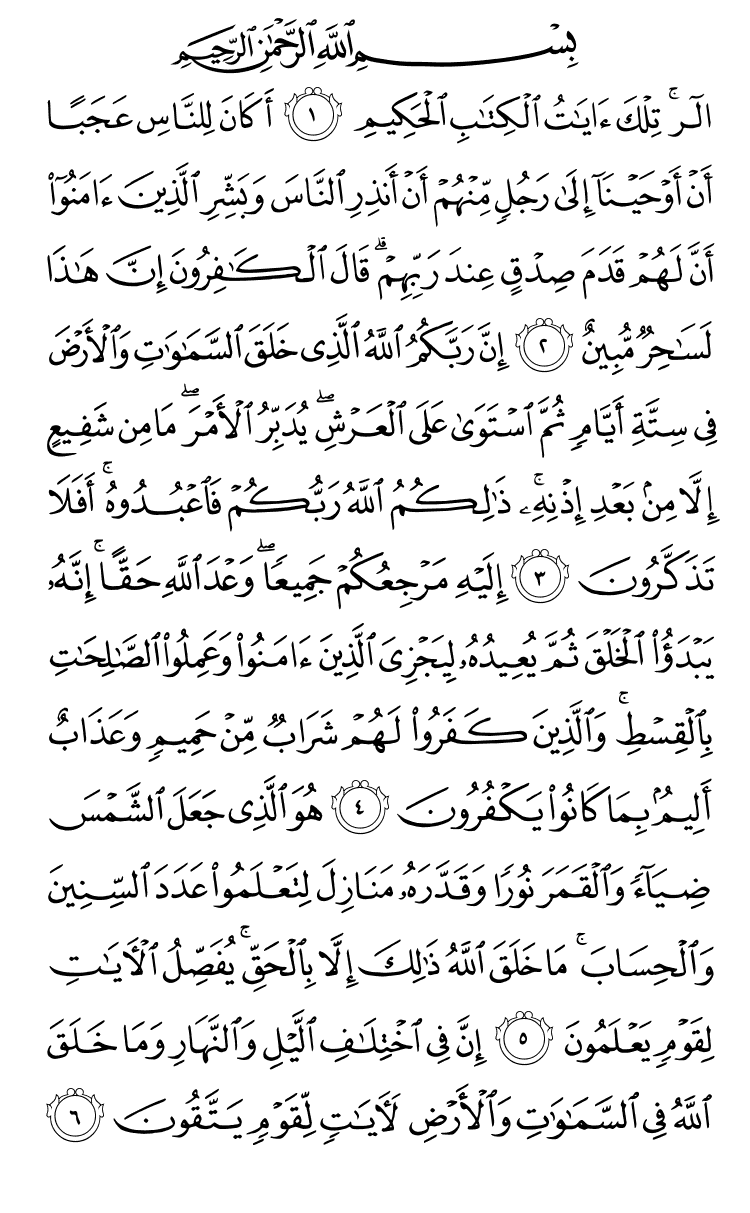 بِسْمِ ٱللَّهِ ٱلرَّحْمَٰنِ ٱلرَّحِيمِ
الٓر ۚ تِلْكَ ءَايَٰتُ ٱلْكِتَٰبِ ٱلْحَكِيمِ ١ أَكَانَ لِلنَّاسِ عَجَبًا
أَنْ أَوْحَيْنَآ إِلَىٰ رَجُلٍ مِّنْهُمْ أَنْ أَنذِرِ ٱلنَّاسَ وَبَشِّرِ ٱلَّذِينَ ءَامَنُوٓا۟
أَنَّ لَهُمْ قَدَمَ صِدْقٍ عِندَ رَبِّهِمْ ۗ قَالَ ٱلْكَٰفِرُونَ إِنَّ هَٰذَا
لَسَٰحِرٌ مُّبِينٌ ٢ إِنَّ رَبَّكُمُ ٱللَّهُ ٱلَّذِى خَلَقَ ٱلسَّمَٰوَٰتِ وَٱلْأَرْضَ
فِى سِتَّةِ أَيَّامٍ ثُمَّ ٱسْتَوَىٰ عَلَى ٱلْعَرْشِ ۖ يُدَبِّرُ ٱلْأَمْرَ ۖ مَا مِن شَفِيعٍ
إِلَّا مِنۢ بَعْدِ إِذْنِهِۦ ۚ ذَٰلِكُمُ ٱللَّهُ رَبُّكُمْ فَٱعْبُدُوهُ ۚ أَفَلَا
تَذَكَّرُونَ ٣ إِلَيْهِ مَرْجِعُكُمْ جَمِيعًا ۖ وَعْدَ ٱللَّهِ حَقًّا ۚ إِنَّهُۥ
يَبْدَؤُا۟ ٱلْخَلْقَ ثُمَّ يُعِيدُهُۥ لِيَجْزِىَ ٱلَّذِينَ ءَامَنُوا۟ وَعَمِلُوا۟ ٱلصَّٰلِحَٰتِ
بِٱلْقِسْطِ ۚ وَٱلَّذِينَ كَفَرُوا۟ لَهُمْ شَرَابٌ مِّنْ حَمِيمٍ وَعَذَابٌ
أَلِيمٌۢ بِمَا كَانُوا۟ يَكْفُرُونَ ٤ هُوَ ٱلَّذِى جَعَلَ ٱلشَّمْسَ
ضِيَآءً وَٱلْقَمَرَ نُورًا وَقَدَّرَهُۥ مَنَازِلَ لِتَعْلَمُوا۟ عَدَدَ ٱلسِّنِينَ
وَٱلْحِسَابَ ۚ مَا خَلَقَ ٱللَّهُ ذَٰلِكَ إِلَّا بِٱلْحَقِّ ۚ يُفَصِّلُ ٱلْءَايَٰتِ
لِقَوْمٍ يَعْلَمُونَ ٥ إِنَّ فِى ٱخْتِلَٰفِ ٱلَّيْلِ وَٱلنَّهَارِ وَمَا خَلَقَ
ٱللَّهُ فِى ٱلسَّمَٰوَٰتِ وَٱلْأَرْضِ لَءَايَٰتٍ لِّقَوْمٍ يَتَّقُونَ ٦